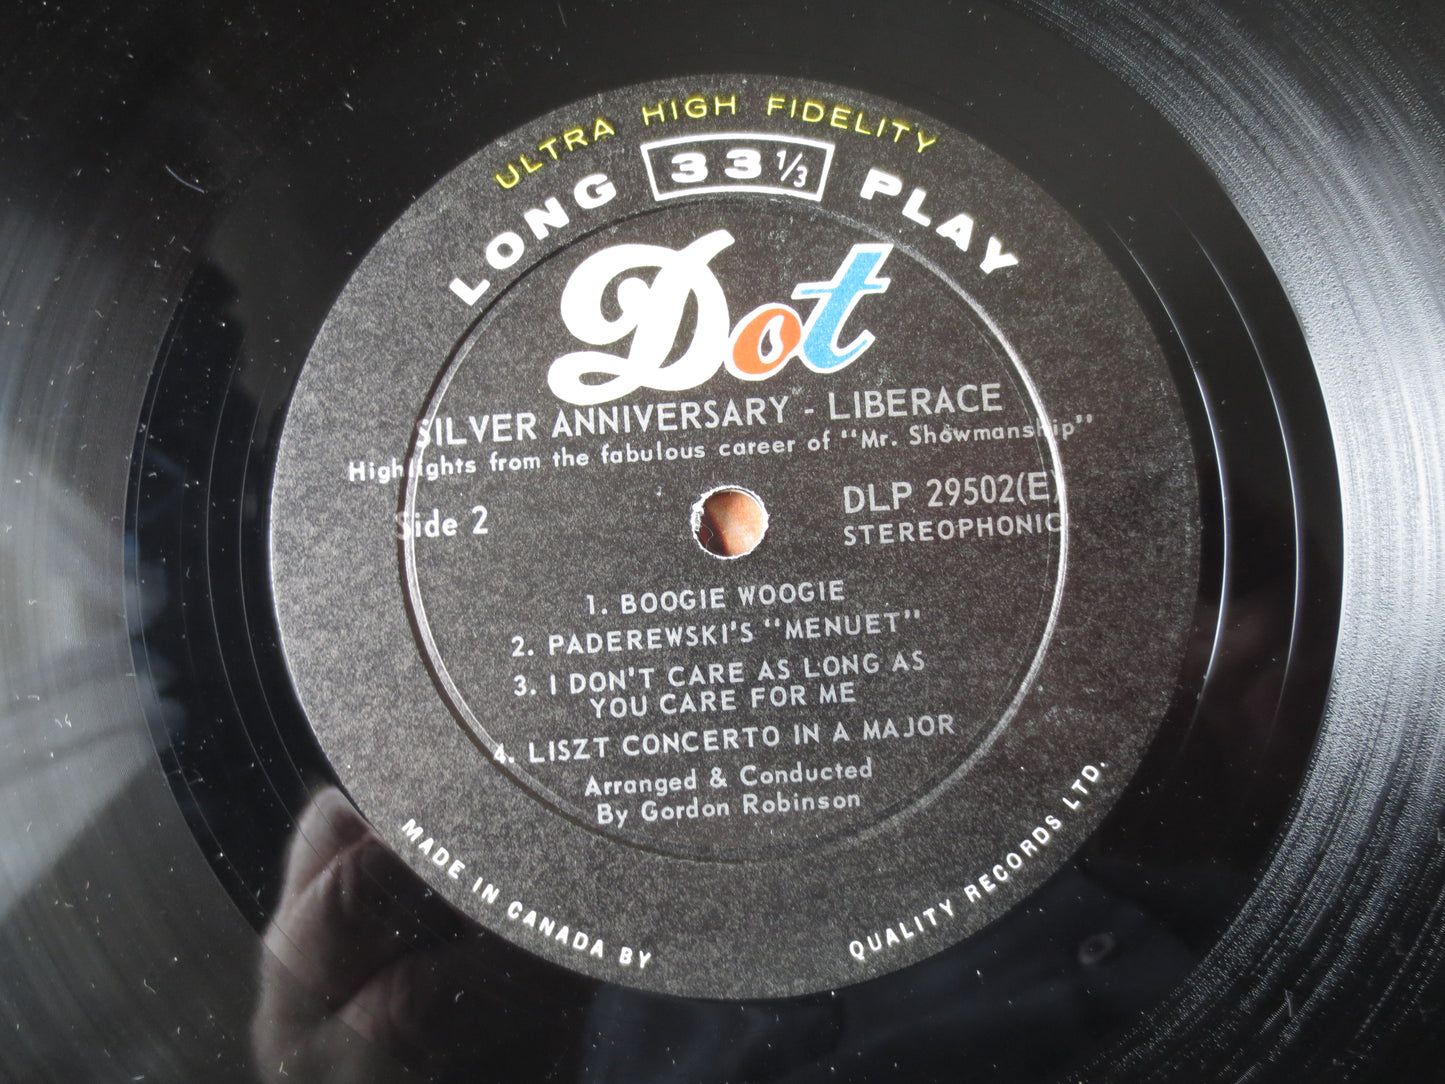 ULTRA HIGH FIDELITY
LONG 33 1/3 PLAY
Dot
SILVER ANNIVERSARY - LIBERACE
Highlights from the fabulous career of "Mr. Showmanship"
Side 2
DLP 29502(E)
STEREOPHONIC
1. BOOGIE WOOGIE
2. PADEREWSKI'S "MENUET"
3. I DON'T CARE AS LONG AS
YOU CARE FOR ME
4. LISZT CONCERTO IN A MAJOR
Arranged & Conducted
By Gordon Robinson
MADE IN CANADA BY QUALITY RECORDS LTD.